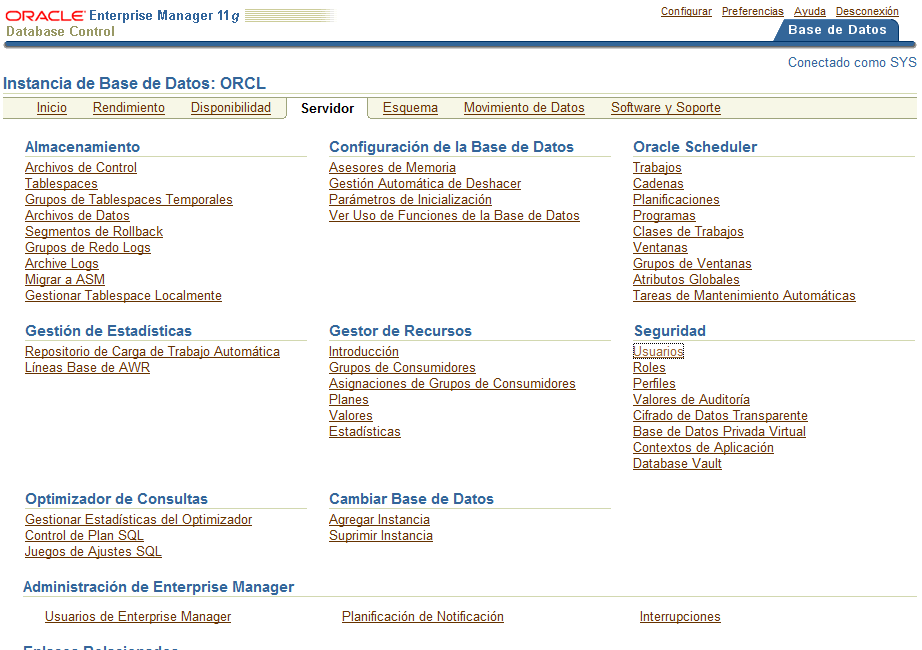 ORACLE Enterprise Manager 11g
Database Control
Configurar Preferencias Ayuda Desconexión
Base de Datos
Conectado como SYS
Instancia de Base de Datos: ORCL
Inicio Rendimiento Disponibilidad Servidor Esquema Movimiento de Datos Software y Soporte
Almacenamiento
Archivos de Control
Tablespaces
Grupos de Tablespaces Temporales
Archivos de Datos
Segmentos de Rollback
Grupos de Redo Logs
Archive Logs
Migrar a ASM
Gestionar Tablespace Localmente
Configuración de la Base de Datos
Asesores de Memoria
Gestión Automática de Deshacer
Parámetros de Inicialización
Ver Uso de Funciones de la Base de Datos
Oracle Scheduler
Trabajos
Cadenas
Planificaciones
Programas
Clases de Trabajos
Ventanas
Grupos de Ventanas
Atributos Globales
Tareas de Mantenimiento Automáticas
Gestión de Estadísticas
Repositorio de Carga de Trabajo Automática
Líneas Base de AWR
Gestor de Recursos
Introducción
Grupos de Consumidores
Asignaciones de Grupos de Consumidores
Planes
Valores
Estadísticas
Seguridad
Usuarios
Roles
Perfiles
Valores de Auditoría
Cifrado de Datos Transparente
Base de Datos Privada Virtual
Contextos de Aplicación
Database Vault
Optimizador de Consultas
Gestionar Estadísticas del Optimizador
Control de Plan SQL
Juegos de Ajustes SQL
Cambiar Base de Datos
Agregar Instancia
Suprimir Instancia
Administración de Enterprise Manager
Usuarios de Enterprise Manager Planificación de Notificación Interrupciones
Enlaces Relacionados